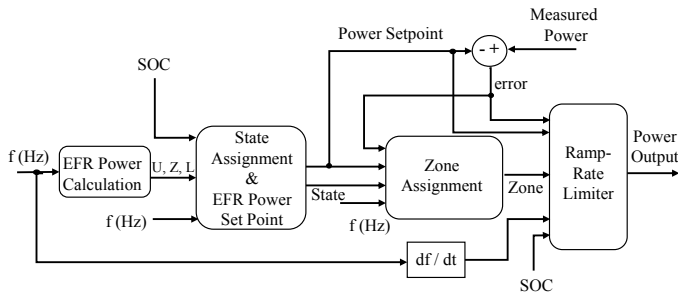 Measured
Power
Power Setpoint
- +
SOC
error
f (Hz)
EFR Power
Calculation
U, Z, L
State
Assignment
&
EFR Power
Set Point
Zone
Assignment
Ramp-
Rate
Limiter
Power
Output
State
Zone
f (Hz)
f (Hz)
df / dt
SOC